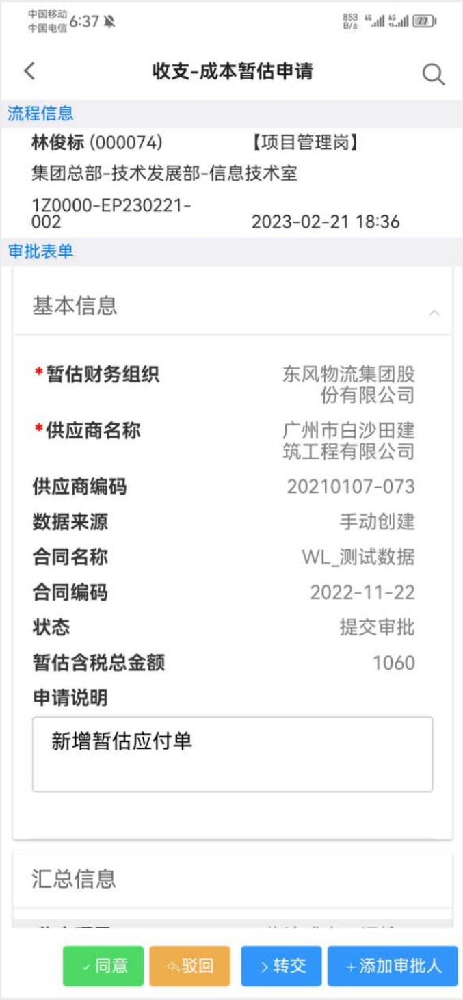 中国移动
中国电信
6:37
853
B/s
4G
4G
77
收支-成本暂估申请
流程信息
林俊标 (000074) 【项目管理岗】
集团总部-技术发展部-信息技术室
1Z0000-EP230221-
002
2023-02-21 18:36
审批表单
基本信息
*暂估财务组织 东风物流集团股
份有限公司
*供应商名称 广州市白沙田建
筑工程有限公司
供应商编码 20210107-073
数据来源 手动创建
合同名称 WL_测试数据
合同编码 2022-11-22
状态 提交审批
暂估含税总金额 1060
申请说明
新增暂估应付单
汇总信息
同意 驳回 转交 + 添加审批人